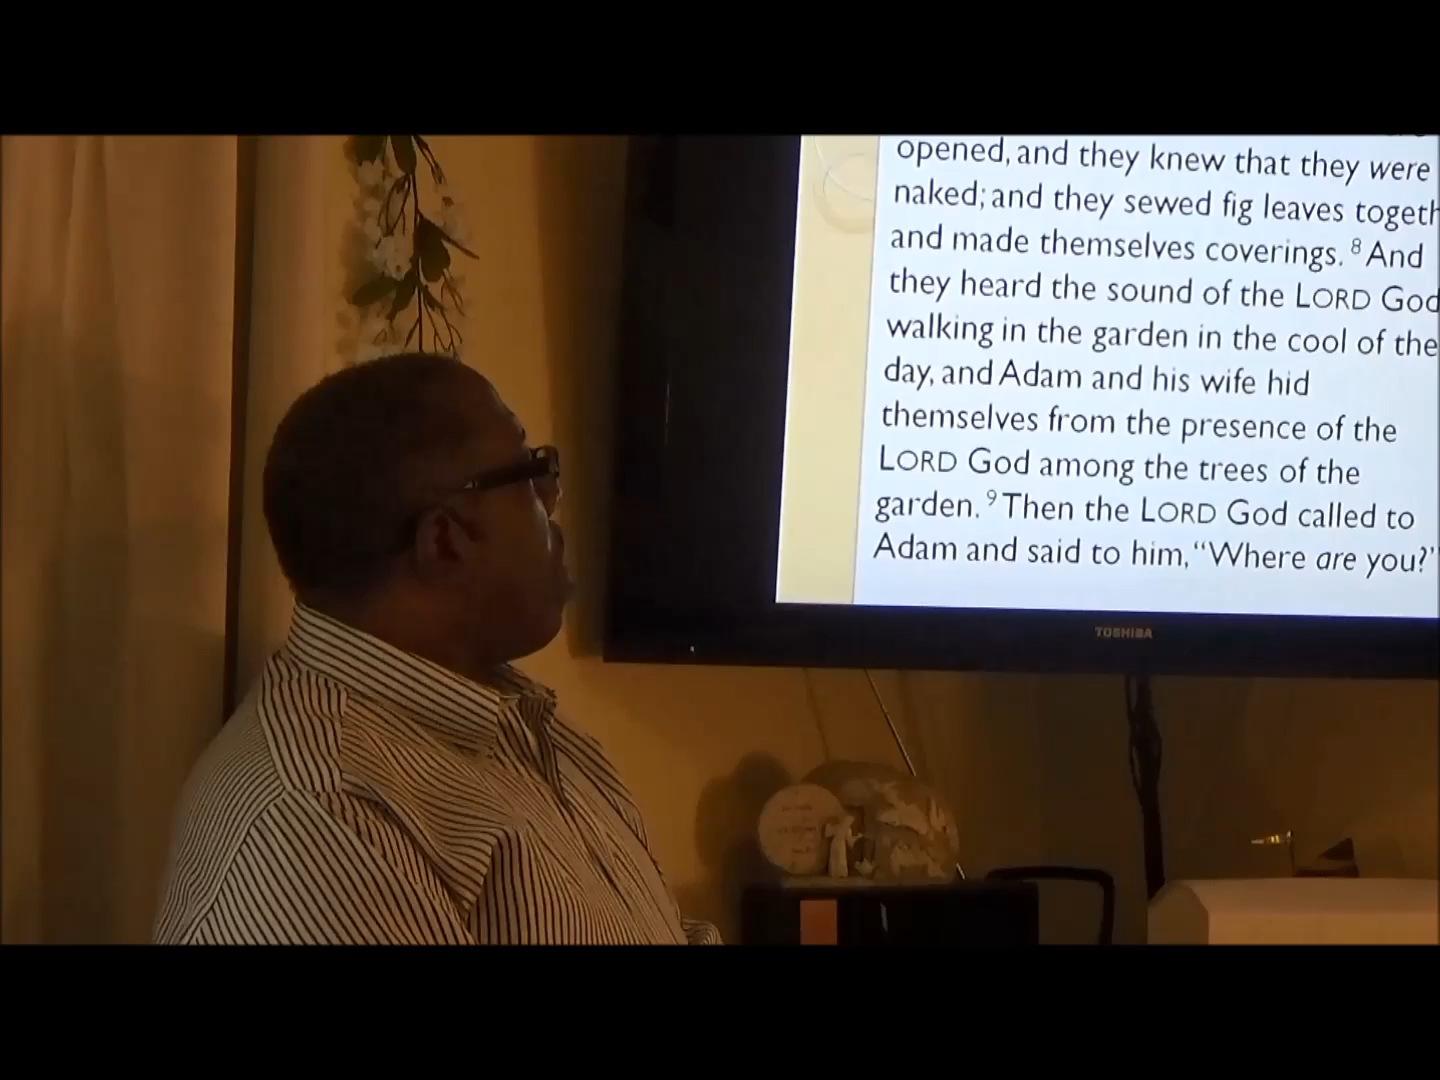 opened, and they knew that they were
naked; and they sewed fig leaves togeth
and made themselves coverings. 8 And
they heard the sound of the LORD God
walking in the garden in the cool of the
day, and Adam and his wife hid
themselves from the presence of the
LORD God among the trees of the
garden. 9 Then the LORD God called to
Adam and said to him, “Where are you?”
TOSHIBA